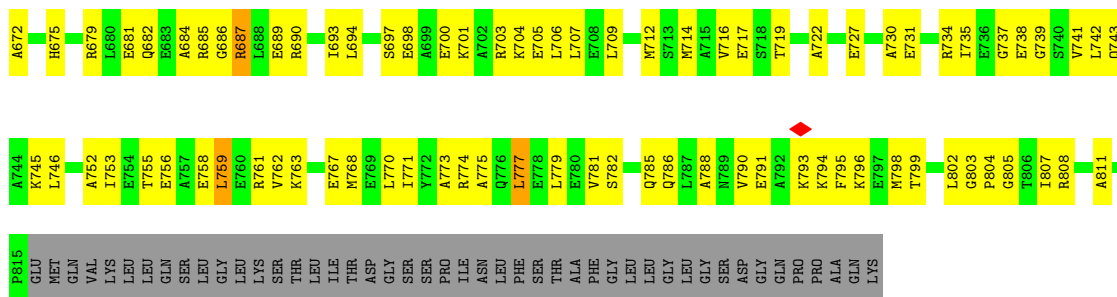 A672 H675 R679 L680 E681 Q682 E683 A684 R685 G686 R687 L688 E689 R690 I693 L694 S697 E698 A699 E700 K701 A702 R703 K704 E705 L706 L707 E708 L709 M712 S713 M714 A715 V716 E717 S718 T719 A722 E727 A730 E731 R734 I735 E736 G737 E738 G739 S740 V741 L742
A744 K745 L746 A752 I753 E754 T755 E756 A757 E758 L759 E760 R761 V762 K763 E767 M768 E769 L770 I771 Y772 A773 R774 A775 Q776 L777 E778 L779 E780 V781 S782 Q785 Q786 L787 A788 N789 V790 E791 A792 K793 K794 F795 K796 E797 M798 T799 L802 G803 P804 G805 T806 I807 R808 A811
P815 GLU MET GLN VAL LYS LEU LEU GLN SER LEU GLY LEU LYS SER THR LEU ILE THR ASP GLY SER SER PRO ILE ASN LEU PHE SER THR ALA PHE GLY LEU LEU GLY LEU GLY SER ASP GLY GLN PRO PRO ALA GLN LYS